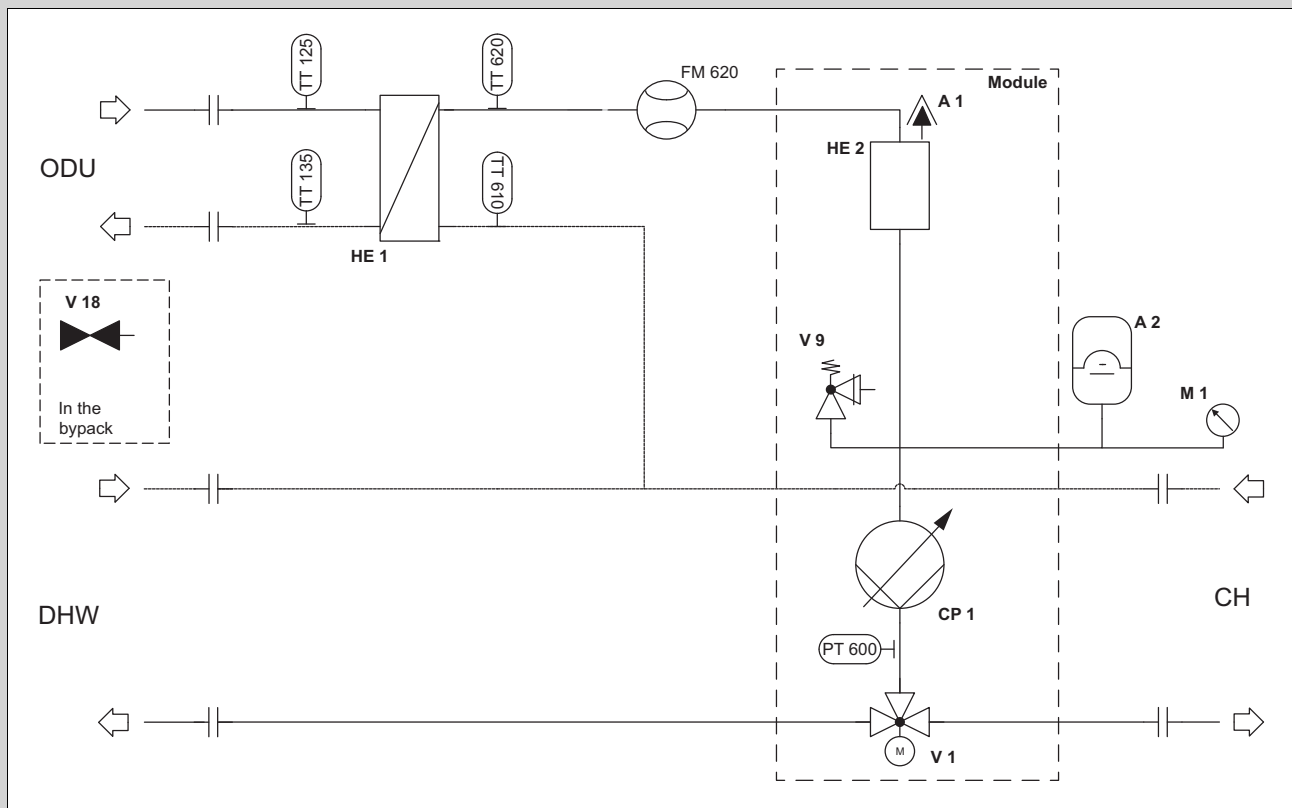 TT 125
TT 620
FM 620
Module
A 1
HE 2
ODU
TT 135
TT 610
HE 1
V 18
In the
bypack
V 9
A 2
M 1
DHW
CP 1
CH
PT 600
M
V 1